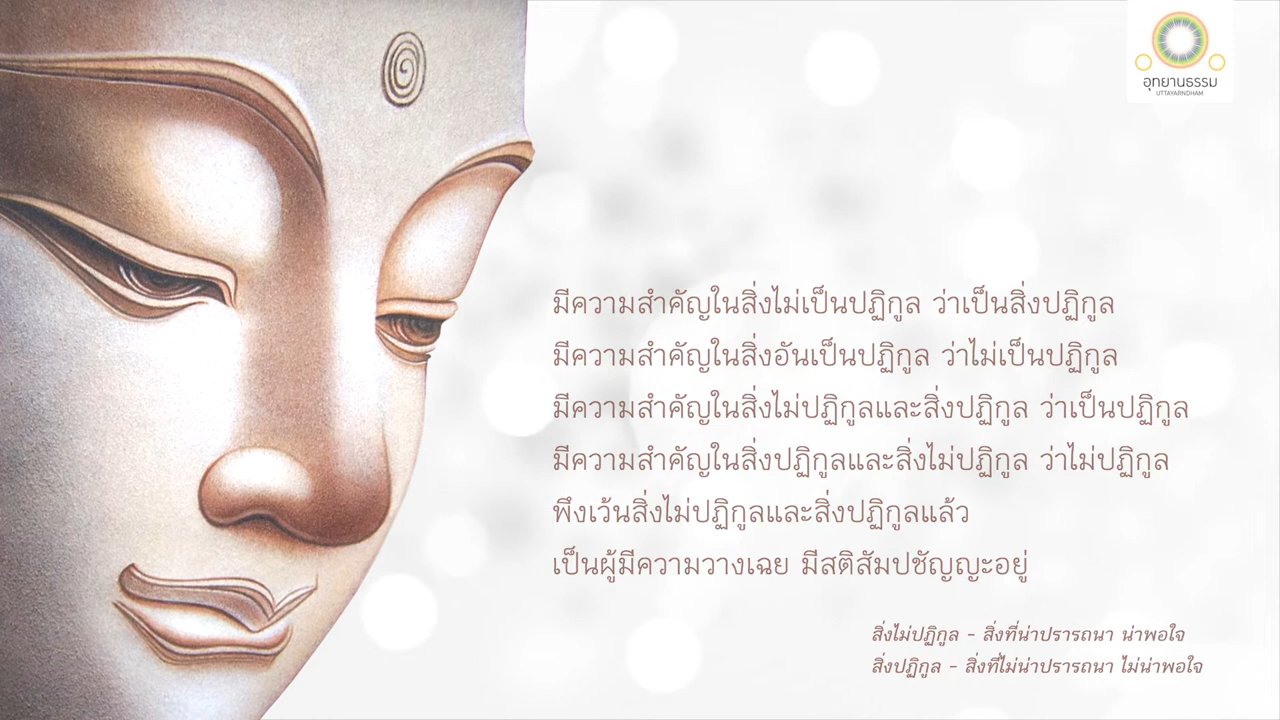 อุทยานธรรม
UTTAYARNDHAM
มีความสำคัญในสิ่งไม่เป็นปฏิกูล ว่าเป็นสิ่งปฏิกูล
มีความสำคัญในสิ่งอันเป็นปฏิกูล ว่าไม่เป็นปฏิกูล
มีความสำคัญในสิ่งไม่ปฏิกูลและสิ่งปฏิกูล ว่าเป็นปฏิกูล
มีความสำคัญในสิ่งปฏิกูลและสิ่งไม่ปฏิกูล ว่าไม่ปฏิกูล
พึงเว้นสิ่งไม่ปฏิกูลและสิ่งปฏิกูลแล้ว
เป็นผู้มีความวางเฉย มีสติสัมปชัญญะอยู่
สิ่งไม่ปฏิกูล - สิ่งที่น่าปรารถนา น่าพอใจ
สิ่งปฏิกูล - สิ่งที่ไม่น่าปรารถนา ไม่น่าพอใจ